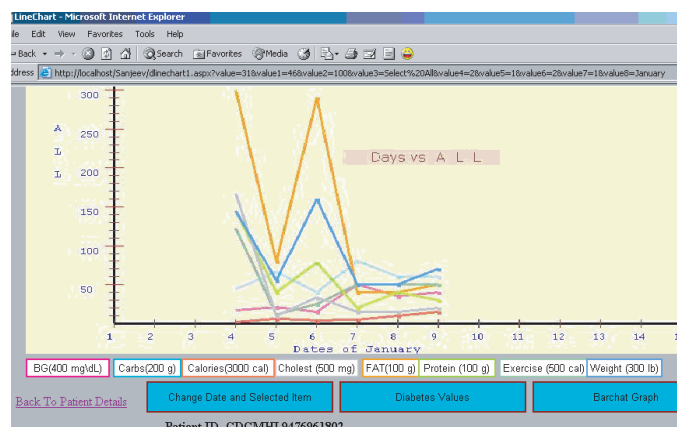 LineChart - Microsoft Internet Explorer
Edit View Favorites Tools Help
Back Search Favorites Media
http://localhost/Sanjeev/dlinechart1.aspx?value=31&value1=46&value2=100&value3=Select%20All&value4=2&value5=1&value6=2&value7=1&value8=January
300
A
250
L
200
L
150
100
50
Days vs A L L
1 2 3 4 5 6 7 8 9 10 11 12 13 14
Dates of January
BG(400 mg\dL) Carbs(200 g) Calories(3000 cal) Cholest (500 mg) FAT(100 g) Protein (100 g) Exercise (500 cal) Weight (300 lb)
Back To Patient Details Change Date and Selected Item Diabetes Values Barchat Graph
Patient ID